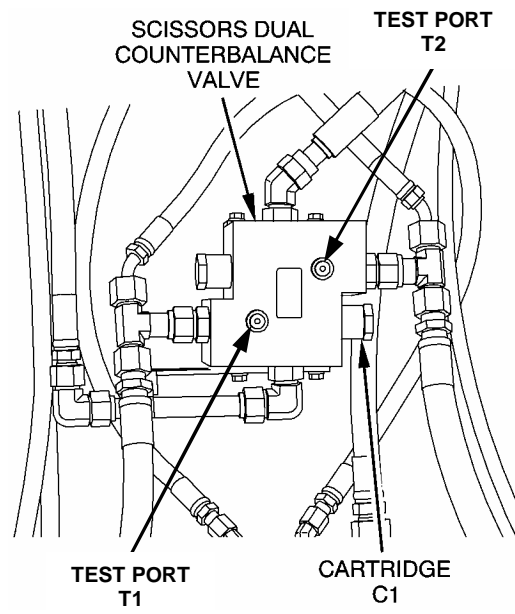 SCISSORS DUAL
COUNTERBALANCE
VALVE
TEST PORT
T2
TEST PORT
T1
CARTRIDGE
C1